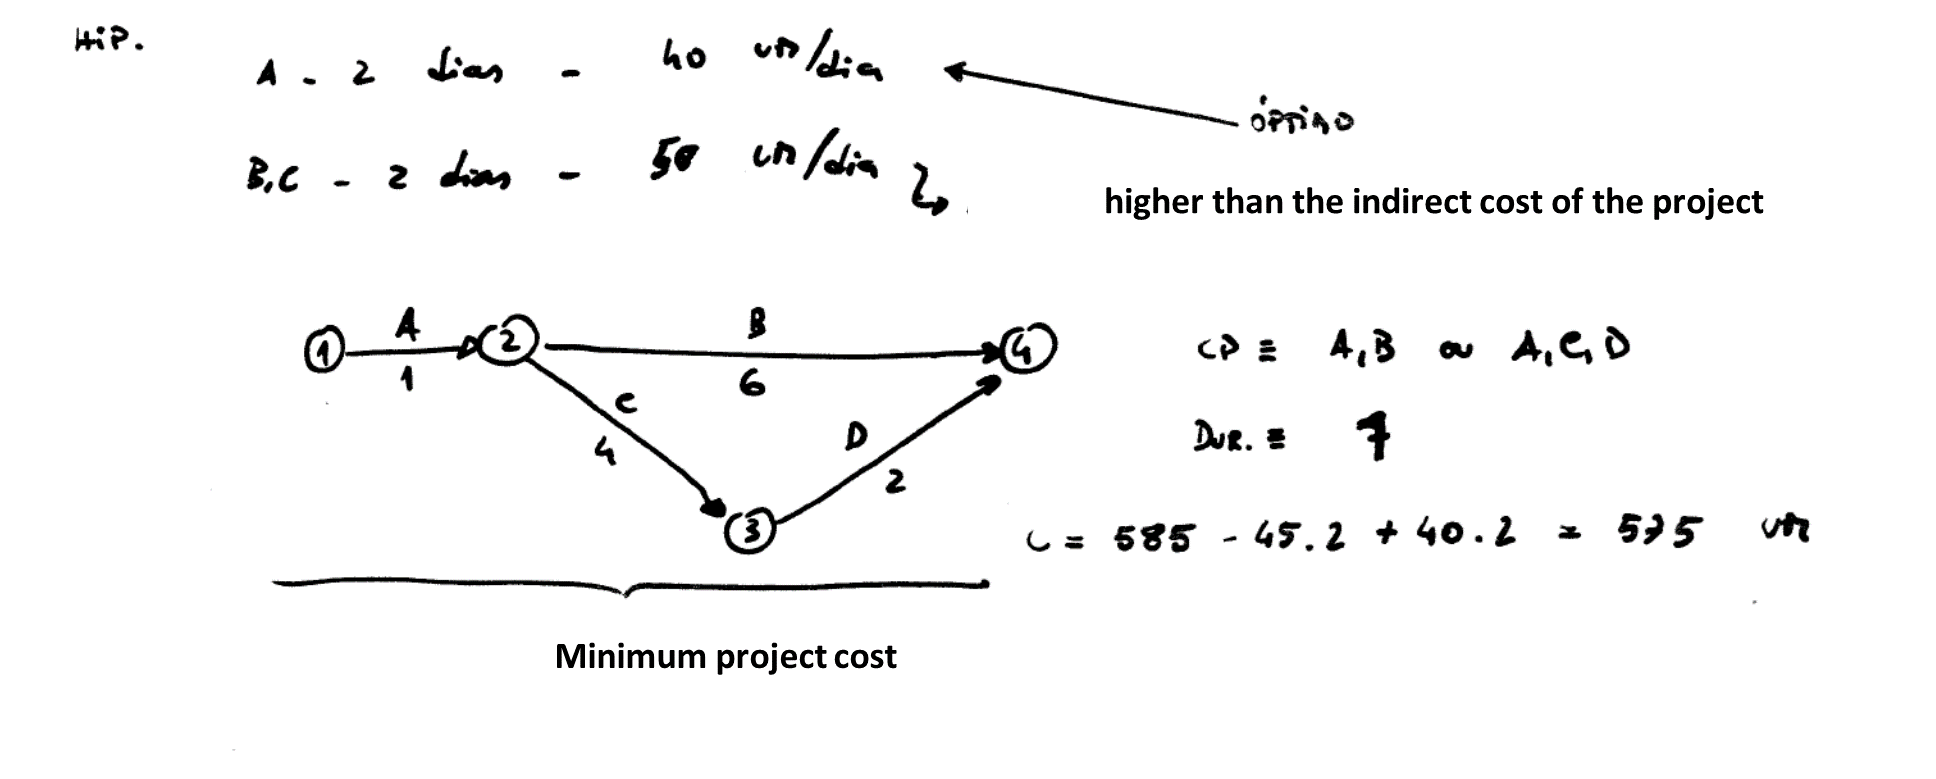 HiP.
A - 2 dias - 40 um/dia
ÓPTIMO
B,C - 2 dias - 50 um/dia
higher than the indirect cost of the project
1 A 1 2 B 6 4
C 4 3 D 2
CP ≡ A,B or A,C,D
DUR. ≡ 7
C = 585 - 45.2 + 40.2 = 575 um
Minimum project cost